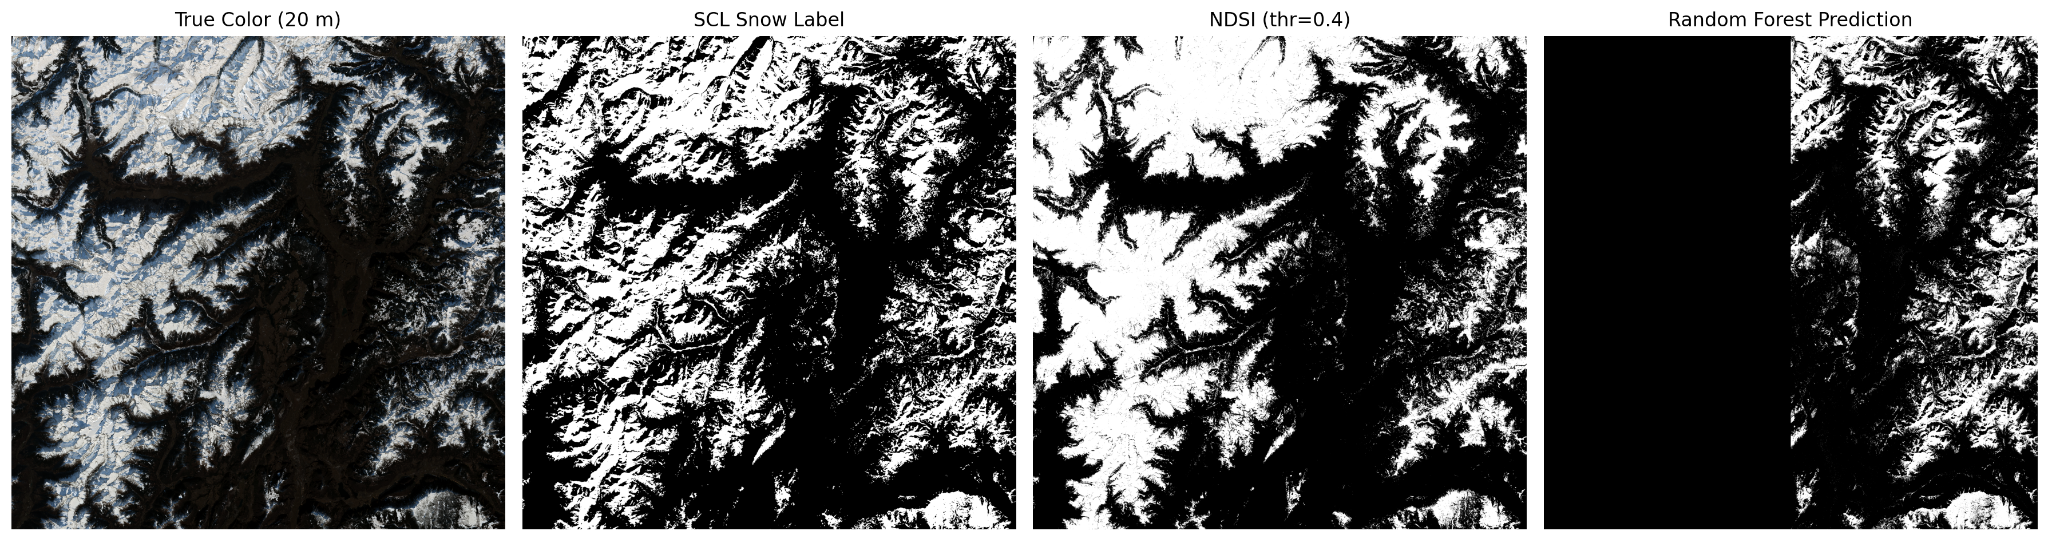 True Color (20 m)
SCL Snow Label
NDSI (thr=0.4)
Random Forest Prediction